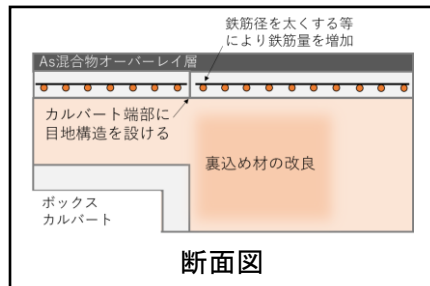 鉄筋径を太くする等
により鉄筋量を増加
As混合物オーバーレイ層
カルバート端部に
目地構造を設ける
裏込め材の改良
ボックス
カルバート
断面図